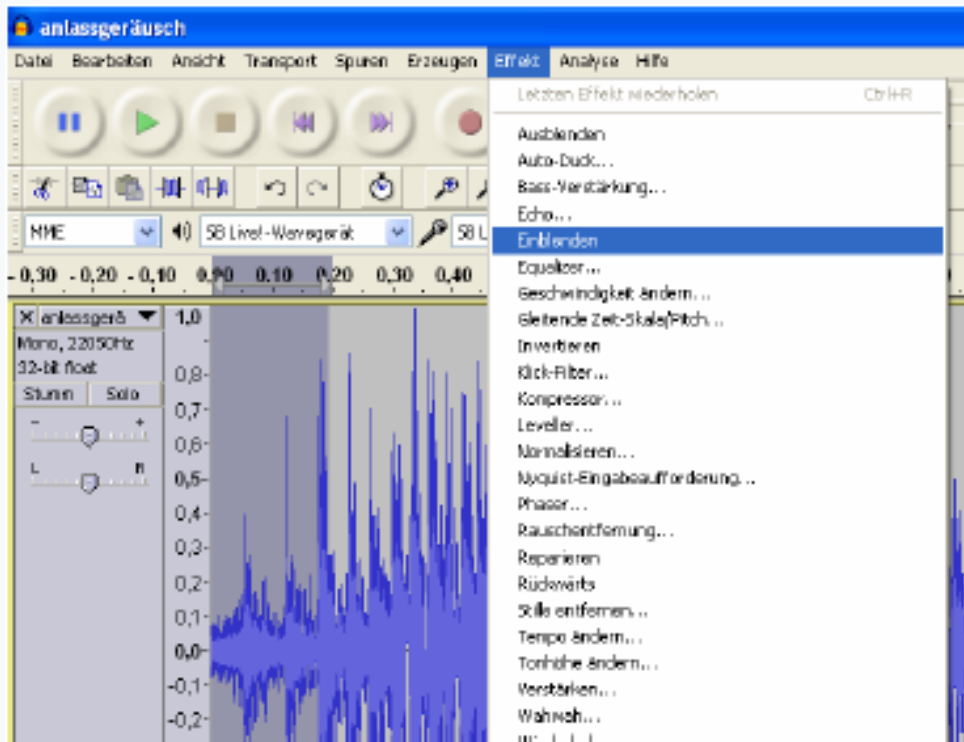 anlassgeräusch
Datei Bearbeiten Ansicht Transport Spuren Erzeugen Effekt Analyse Hilfe
Letzten Effekt wiederholen Ctrl+R
Ausblenden
Auto-Duck...
Bass-Verstärkung...
Echo...
Einblenden
Equalizer...
Geschwindigkeit ändern...
Gleitende Zeit-Skala/Pitch...
Invertieren
Klick-Filter...
Kompressor...
Leveller...
Normalisieren...
Nyquist-Eingabeaufforderung...
Phaser...
Rauschentfernung...
Reparieren
Rückwärts
Stille entfernen...
Tempo ändern...
Tonhöhe ändern...
Verstärken...
Wahwah...
MME SB Live!-Wavegerät SB L
-0,30 -0,20 -0,10 0,00 0,10 0,20 0,30 0,40
X anlassgerä
Mono, 22050Hz
32-bit float
Stumm Solo
- +
L R
1,0
0,8-
0,7-
0,6-
0,5-
0,4-
0,3-
0,2-
0,1-
0,0-
-0,1-
-0,2-